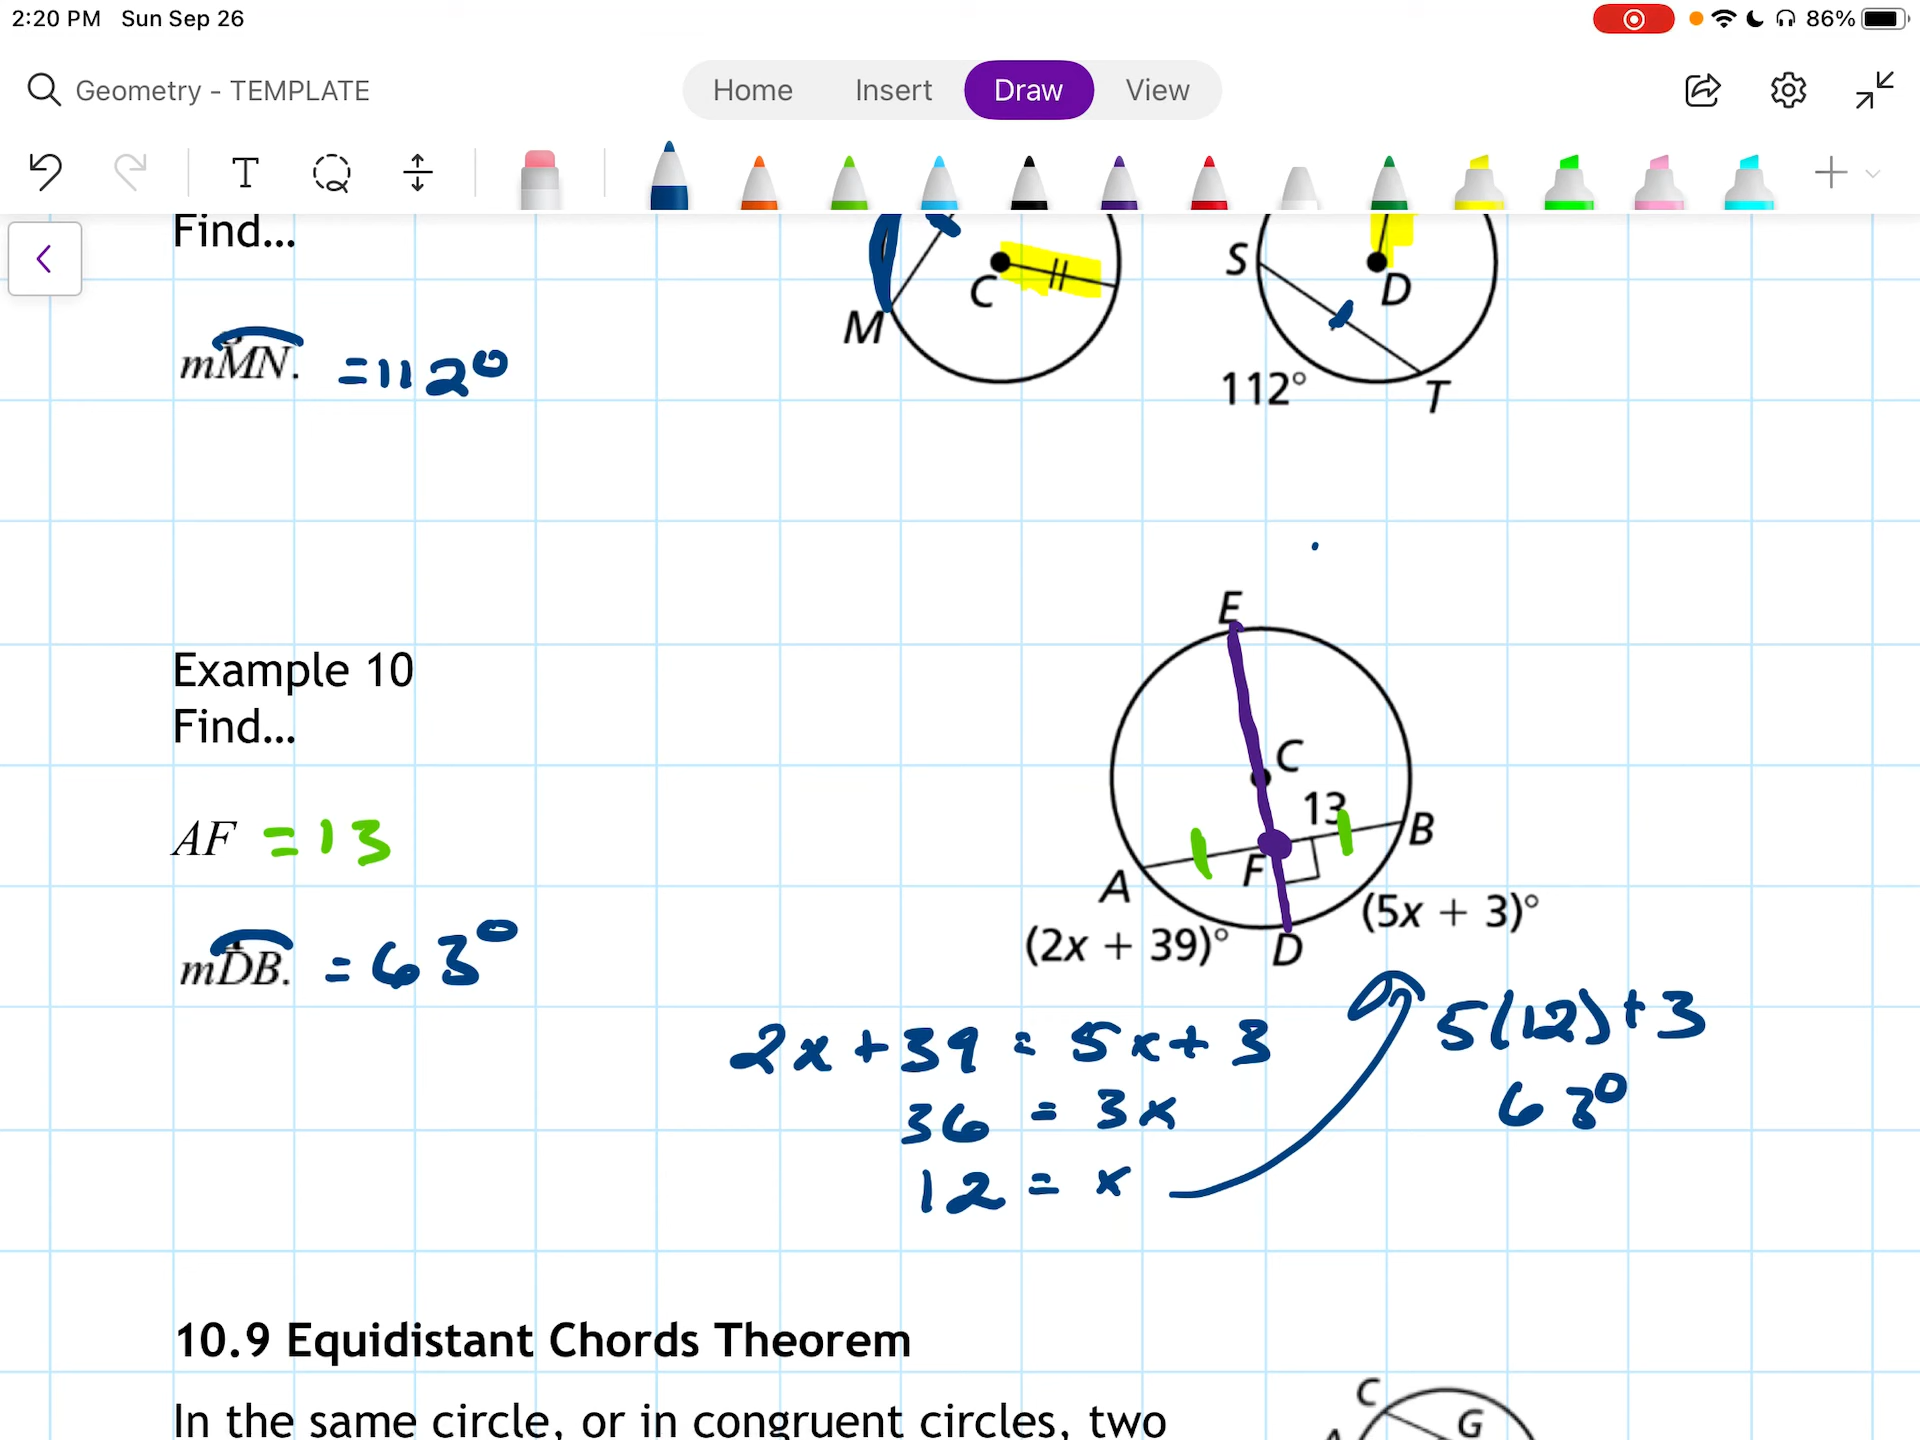 2:20 PM Sun Sep 26
86%
Geometry - TEMPLATE
Home Insert Draw View
T
Find...
mMN. =112°
C
M
S
D
112°
T
Example 10
Find...
AF = 13
mDB. = 63°
E
C
13
B
F
A
(5x + 3)°
(2x + 39)°
D
2x + 39 = 5x + 3
36 = 3x
12 = x
5(12) + 3
63°
10.9 Equidistant Chords Theorem
In the same circle, or in congruent circles, two
C
G